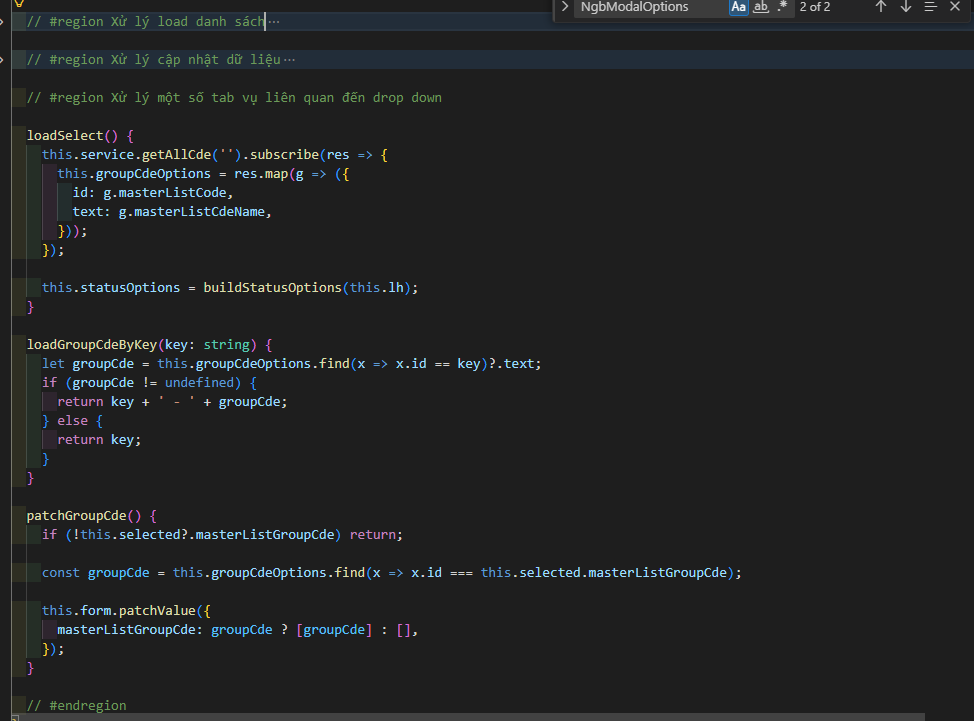 NgbModalOptions Aa ab .* 2 of 2
// #region Xử lý load danh sách ...
// #region Xử lý cập nhật dữ liệu ...
// #region Xử lý một số tab vụ liên quan đến drop down
loadSelect() {
this.service.getAllCde('').subscribe(res => {
this.groupCdeOptions = res.map(g => ({
id: g.masterListCode,
text: g.masterListCdeName,
}));
});
this.statusOptions = buildStatusOptions(this.lh);
}
loadGroupCdeByKey(key: string) {
let groupCde = this.groupCdeOptions.find(x => x.id == key)?.text;
if (groupCde != undefined) {
return key + ' - ' + groupCde;
} else {
return key;
}
}
patchGroupCde() {
if (!this.selected?.masterListGroupCde) return;
const groupCde = this.groupCdeOptions.find(x => x.id === this.selected.masterListGroupCde);
this.form.patchValue({
masterListGroupCde: groupCde ? [groupCde] : [],
});
}
// #endregion